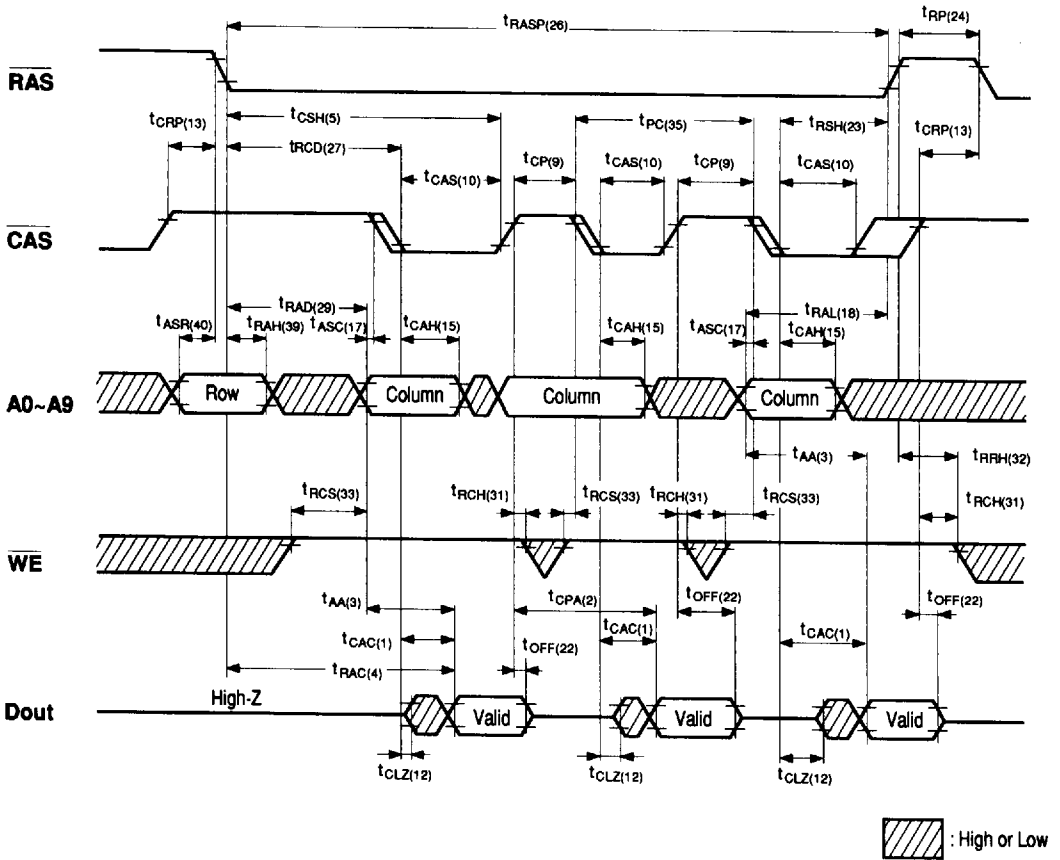 tRASP(26)
tRP(24)
RAS
tCRP(13)
tCSH(5)
tPC(35)
tRSH(23)
tCRP(13)
tRCD(27)
tCAS(10)
tCP(9)
tCAS(10)
tCP(9)
tCAS(10)
CAS
tRAD(29)
tRAL(18)
tASR(40)
tRAH(39)
tASC(17)
tCAH(15)
tCAH(15)
tASC(17)
tCAH(15)
A0~A9
Row
Column
Column
Column
tAA(3)
tRRH(32)
tRCS(33)
tRCH(31)
tRCS(33)
tRCH(31)
tRCS(33)
tRCH(31)
WE
tAA(3)
tCPA(2)
tOFF(22)
tOFF(22)
tCAC(1)
tCAC(1)
tCAC(1)
tRAC(4)
tOFF(22)
High-Z
Dout
Valid
Valid
Valid
tCLZ(12)
tCLZ(12)
tCLZ(12)
: High or Low